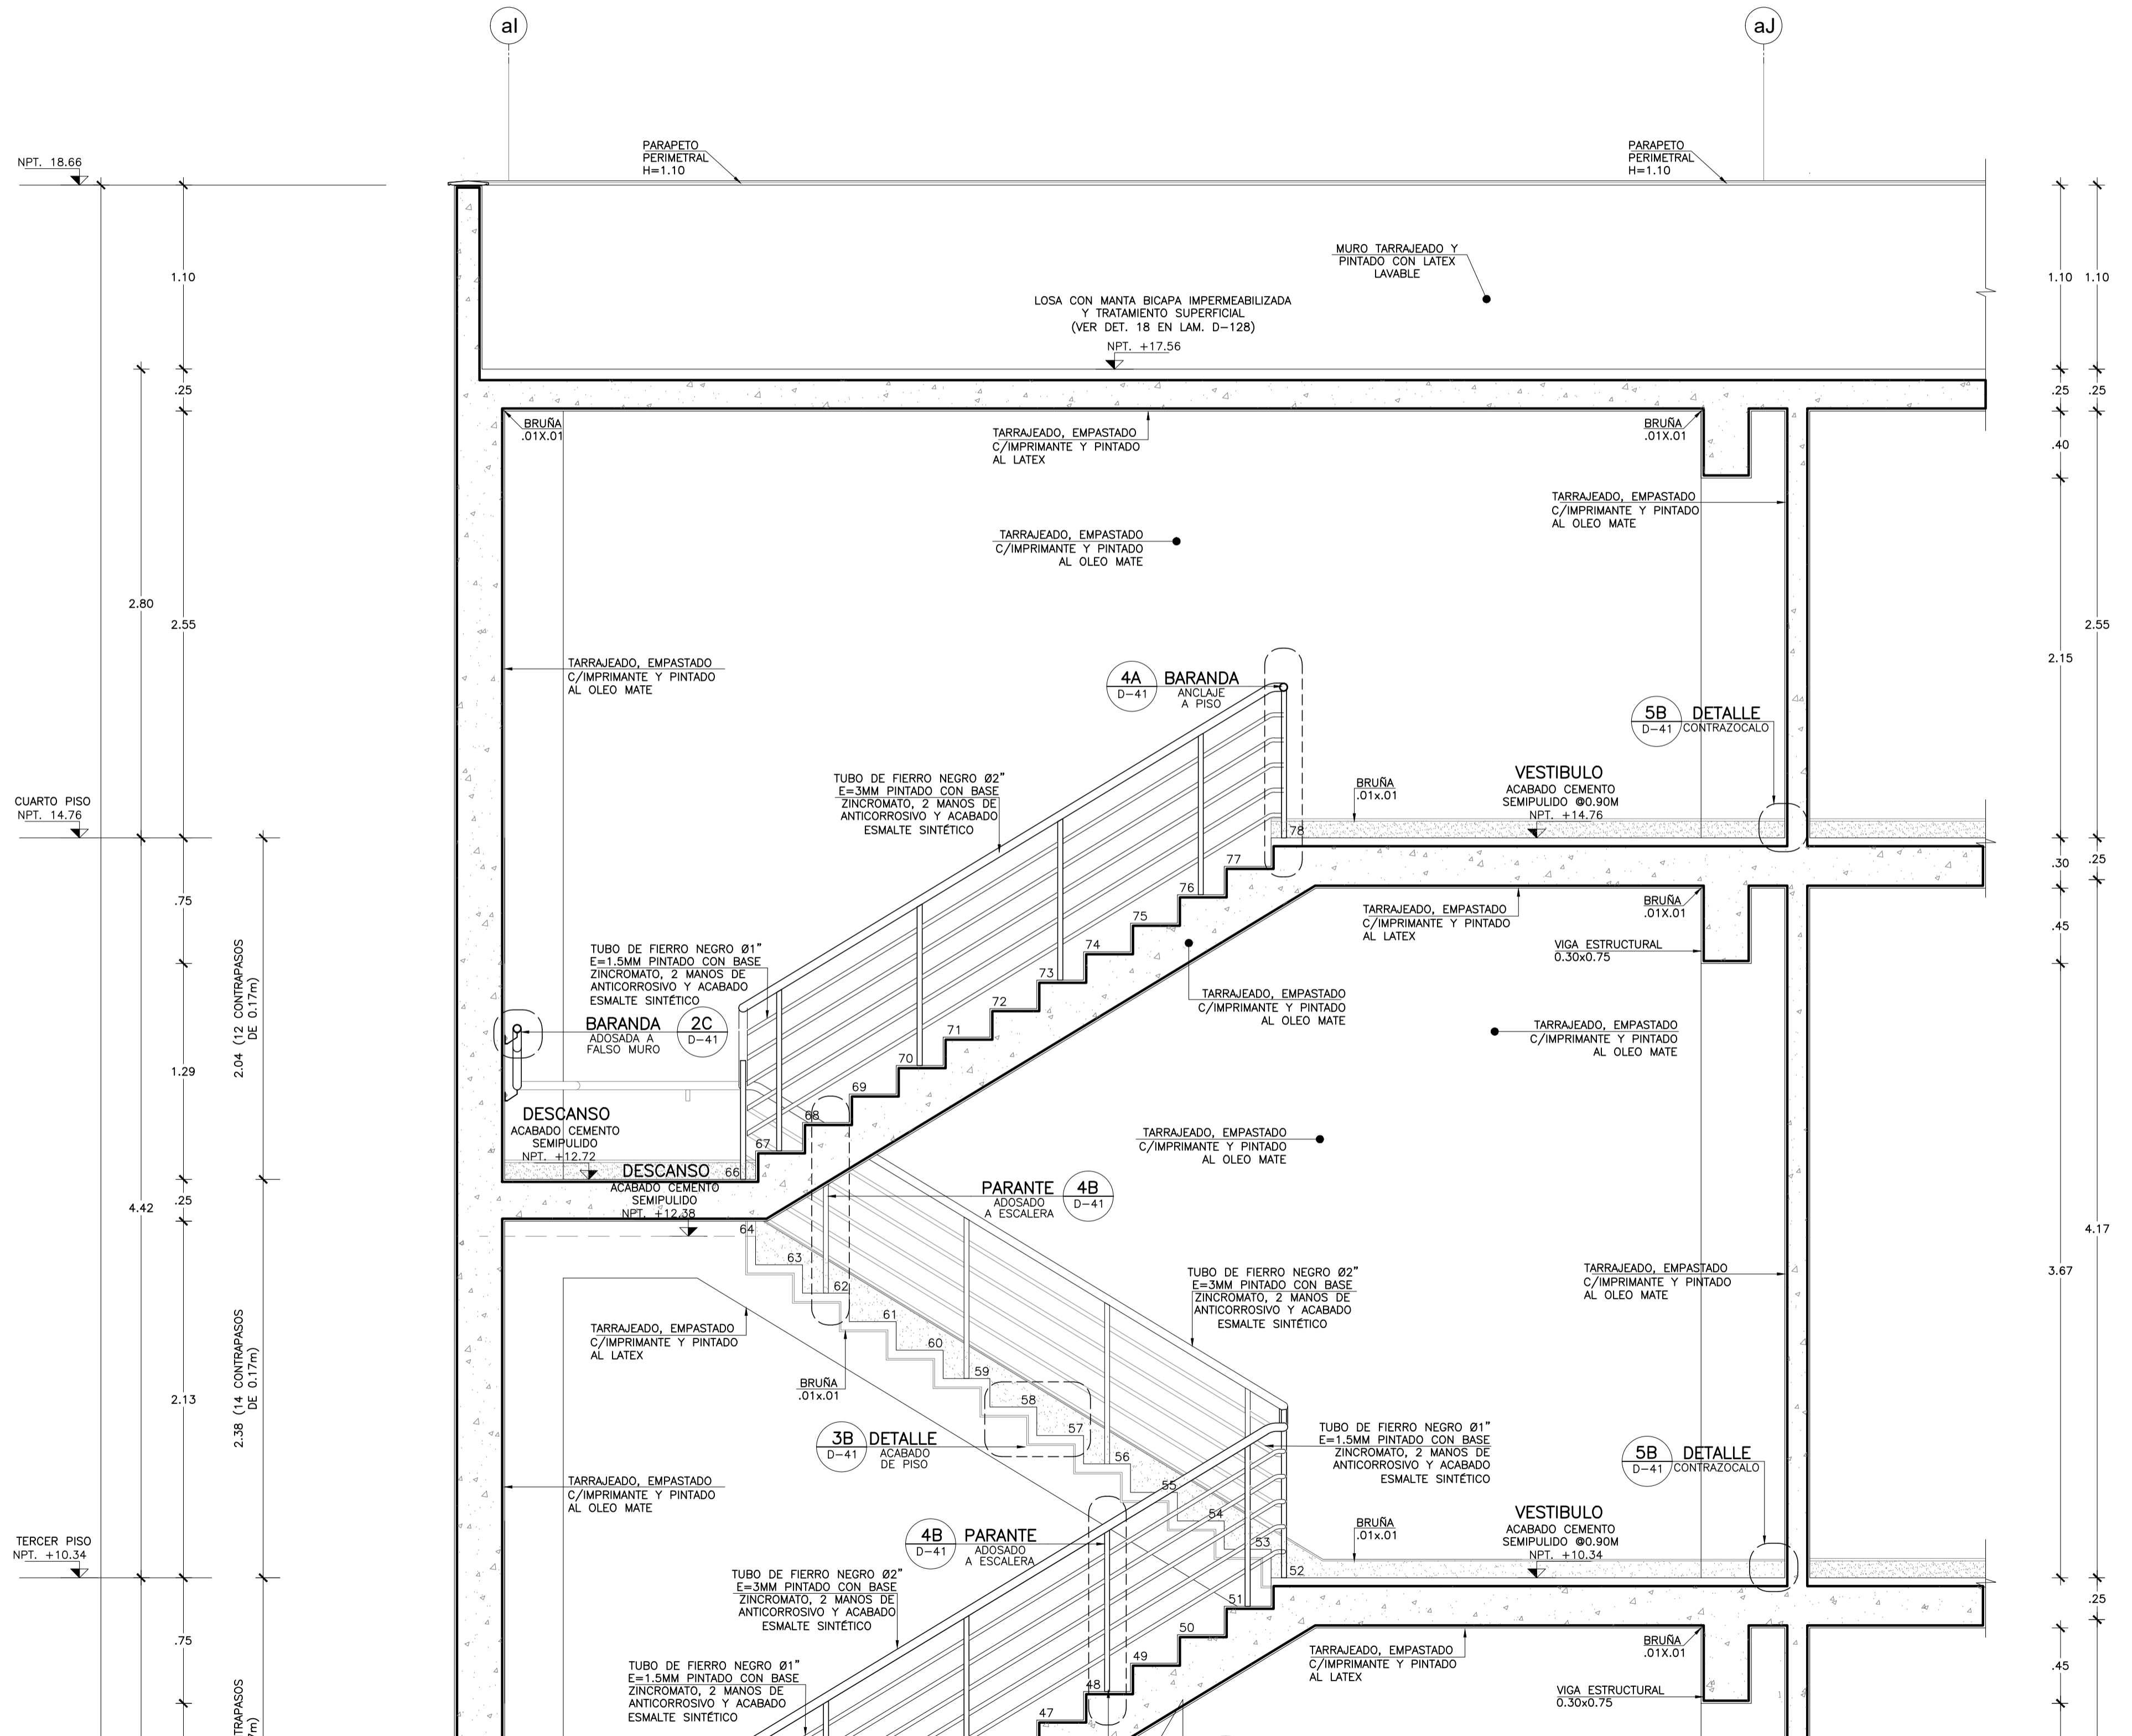 aI
aJ
NPT. 18.66
PARAPETO
PERIMETRAL
H=1.10
PARAPETO
PERIMETRAL
H=1.10
MURO TARRAJEADO Y
PINTADO CON LATEX
LAVABLE
1.10
1.10
1.10
LOSA CON MANTA BICAPA IMPERMEABILIZADA
Y TRATAMIENTO SUPERFICIAL
(VER DET. 18 EN LAM. D-128)
NPT. +17.56
.25
.25
.25
BRUÑA
.01X.01
TARRAJEADO, EMPASTADO
C/IMPRIMANTE Y PINTADO
AL LATEX
BRUÑA
.01X.01
.40
TARRAJEADO, EMPASTADO
C/IMPRIMANTE Y PINTADO
AL OLEO MATE
TARRAJEADO, EMPASTADO
C/IMPRIMANTE Y PINTADO
AL OLEO MATE
2.80
2.55
2.55
2.15
TARRAJEADO, EMPASTADO
C/IMPRIMANTE Y PINTADO
AL OLEO MATE
4A
D-41
BARANDA
ANCLAJE
A PISO
5B
D-41
DETALLE
CONTRAZOCALO
TUBO DE FIERRO NEGRO Ø2"
E=3MM PINTADO CON BASE
ZINCROMATO, 2 MANOS DE
ANTICORROSIVO Y ACABADO
ESMALTE SINTÉTICO
BRUÑA
.01x.01
VESTIBULO
ACABADO CEMENTO
SEMIPULIDO @0.90M
NPT. +14.76
CUARTO PISO
NPT. 14.76
78
77
76
75
74
73
72
71
70
69
68
67
66
.30
.25
.75
TARRAJEADO, EMPASTADO
C/IMPRIMANTE Y PINTADO
AL LATEX
BRUÑA
.01X.01
.45
VIGA ESTRUCTURAL
0.30x0.75
TUBO DE FIERRO NEGRO Ø1"
E=1.5MM PINTADO CON BASE
ZINCROMATO, 2 MANOS DE
ANTICORROSIVO Y ACABADO
ESMALTE SINTÉTICO
2.04 (12 CONTRAPASOS
DE 0.17m)
TARRAJEADO, EMPASTADO
C/IMPRIMANTE Y PINTADO
AL OLEO MATE
TARRAJEADO, EMPASTADO
C/IMPRIMANTE Y PINTADO
AL OLEO MATE
BARANDA
ADOSADA A
FALSO MURO
2C
D-41
1.29
DESCANSO
ACABADO CEMENTO
SEMIPULIDO
NPT. +12.72
TARRAJEADO, EMPASTADO
C/IMPRIMANTE Y PINTADO
AL OLEO MATE
DESCANSO
ACABADO CEMENTO
SEMIPULIDO
NPT. +12.38
PARANTE
ADOSADO
A ESCALERA
4B
D-41
4.42
.25
4.17
3.67
64
63
62
61
60
59
58
57
56
55
54
53
52
TUBO DE FIERRO NEGRO Ø2"
E=3MM PINTADO CON BASE
ZINCROMATO, 2 MANOS DE
ANTICORROSIVO Y ACABADO
ESMALTE SINTÉTICO
TARRAJEADO, EMPASTADO
C/IMPRIMANTE Y PINTADO
AL OLEO MATE
TARRAJEADO, EMPASTADO
C/IMPRIMANTE Y PINTADO
AL LATEX
BRUÑA
.01x.01
2.13
2.38 (14 CONTRAPASOS
DE 0.17m)
3B
D-41
DETALLE
ACABADO
DE PISO
TUBO DE FIERRO NEGRO Ø1"
E=1.5MM PINTADO CON BASE
ZINCROMATO, 2 MANOS DE
ANTICORROSIVO Y ACABADO
ESMALTE SINTÉTICO
5B
D-41
DETALLE
CONTRAZOCALO
TARRAJEADO, EMPASTADO
C/IMPRIMANTE Y PINTADO
AL OLEO MATE
4B
D-41
PARANTE
ADOSADO
A ESCALERA
BRUÑA
.01x.01
VESTIBULO
ACABADO CEMENTO
SEMIPULIDO @0.90M
NPT. +10.34
TERCER PISO
NPT. +10.34
TUBO DE FIERRO NEGRO Ø2"
E=3MM PINTADO CON BASE
ZINCROMATO, 2 MANOS DE
ANTICORROSIVO Y ACABADO
ESMALTE SINTÉTICO
51
50
49
48
47
.25
.75
TARRAJEADO, EMPASTADO
C/IMPRIMANTE Y PINTADO
AL LATEX
BRUÑA
.01X.01
.45
VIGA ESTRUCTURAL
0.30x0.75
TUBO DE FIERRO NEGRO Ø1"
E=1.5MM PINTADO CON BASE
ZINCROMATO, 2 MANOS DE
ANTICORROSIVO Y ACABADO
ESMALTE SINTÉTICO